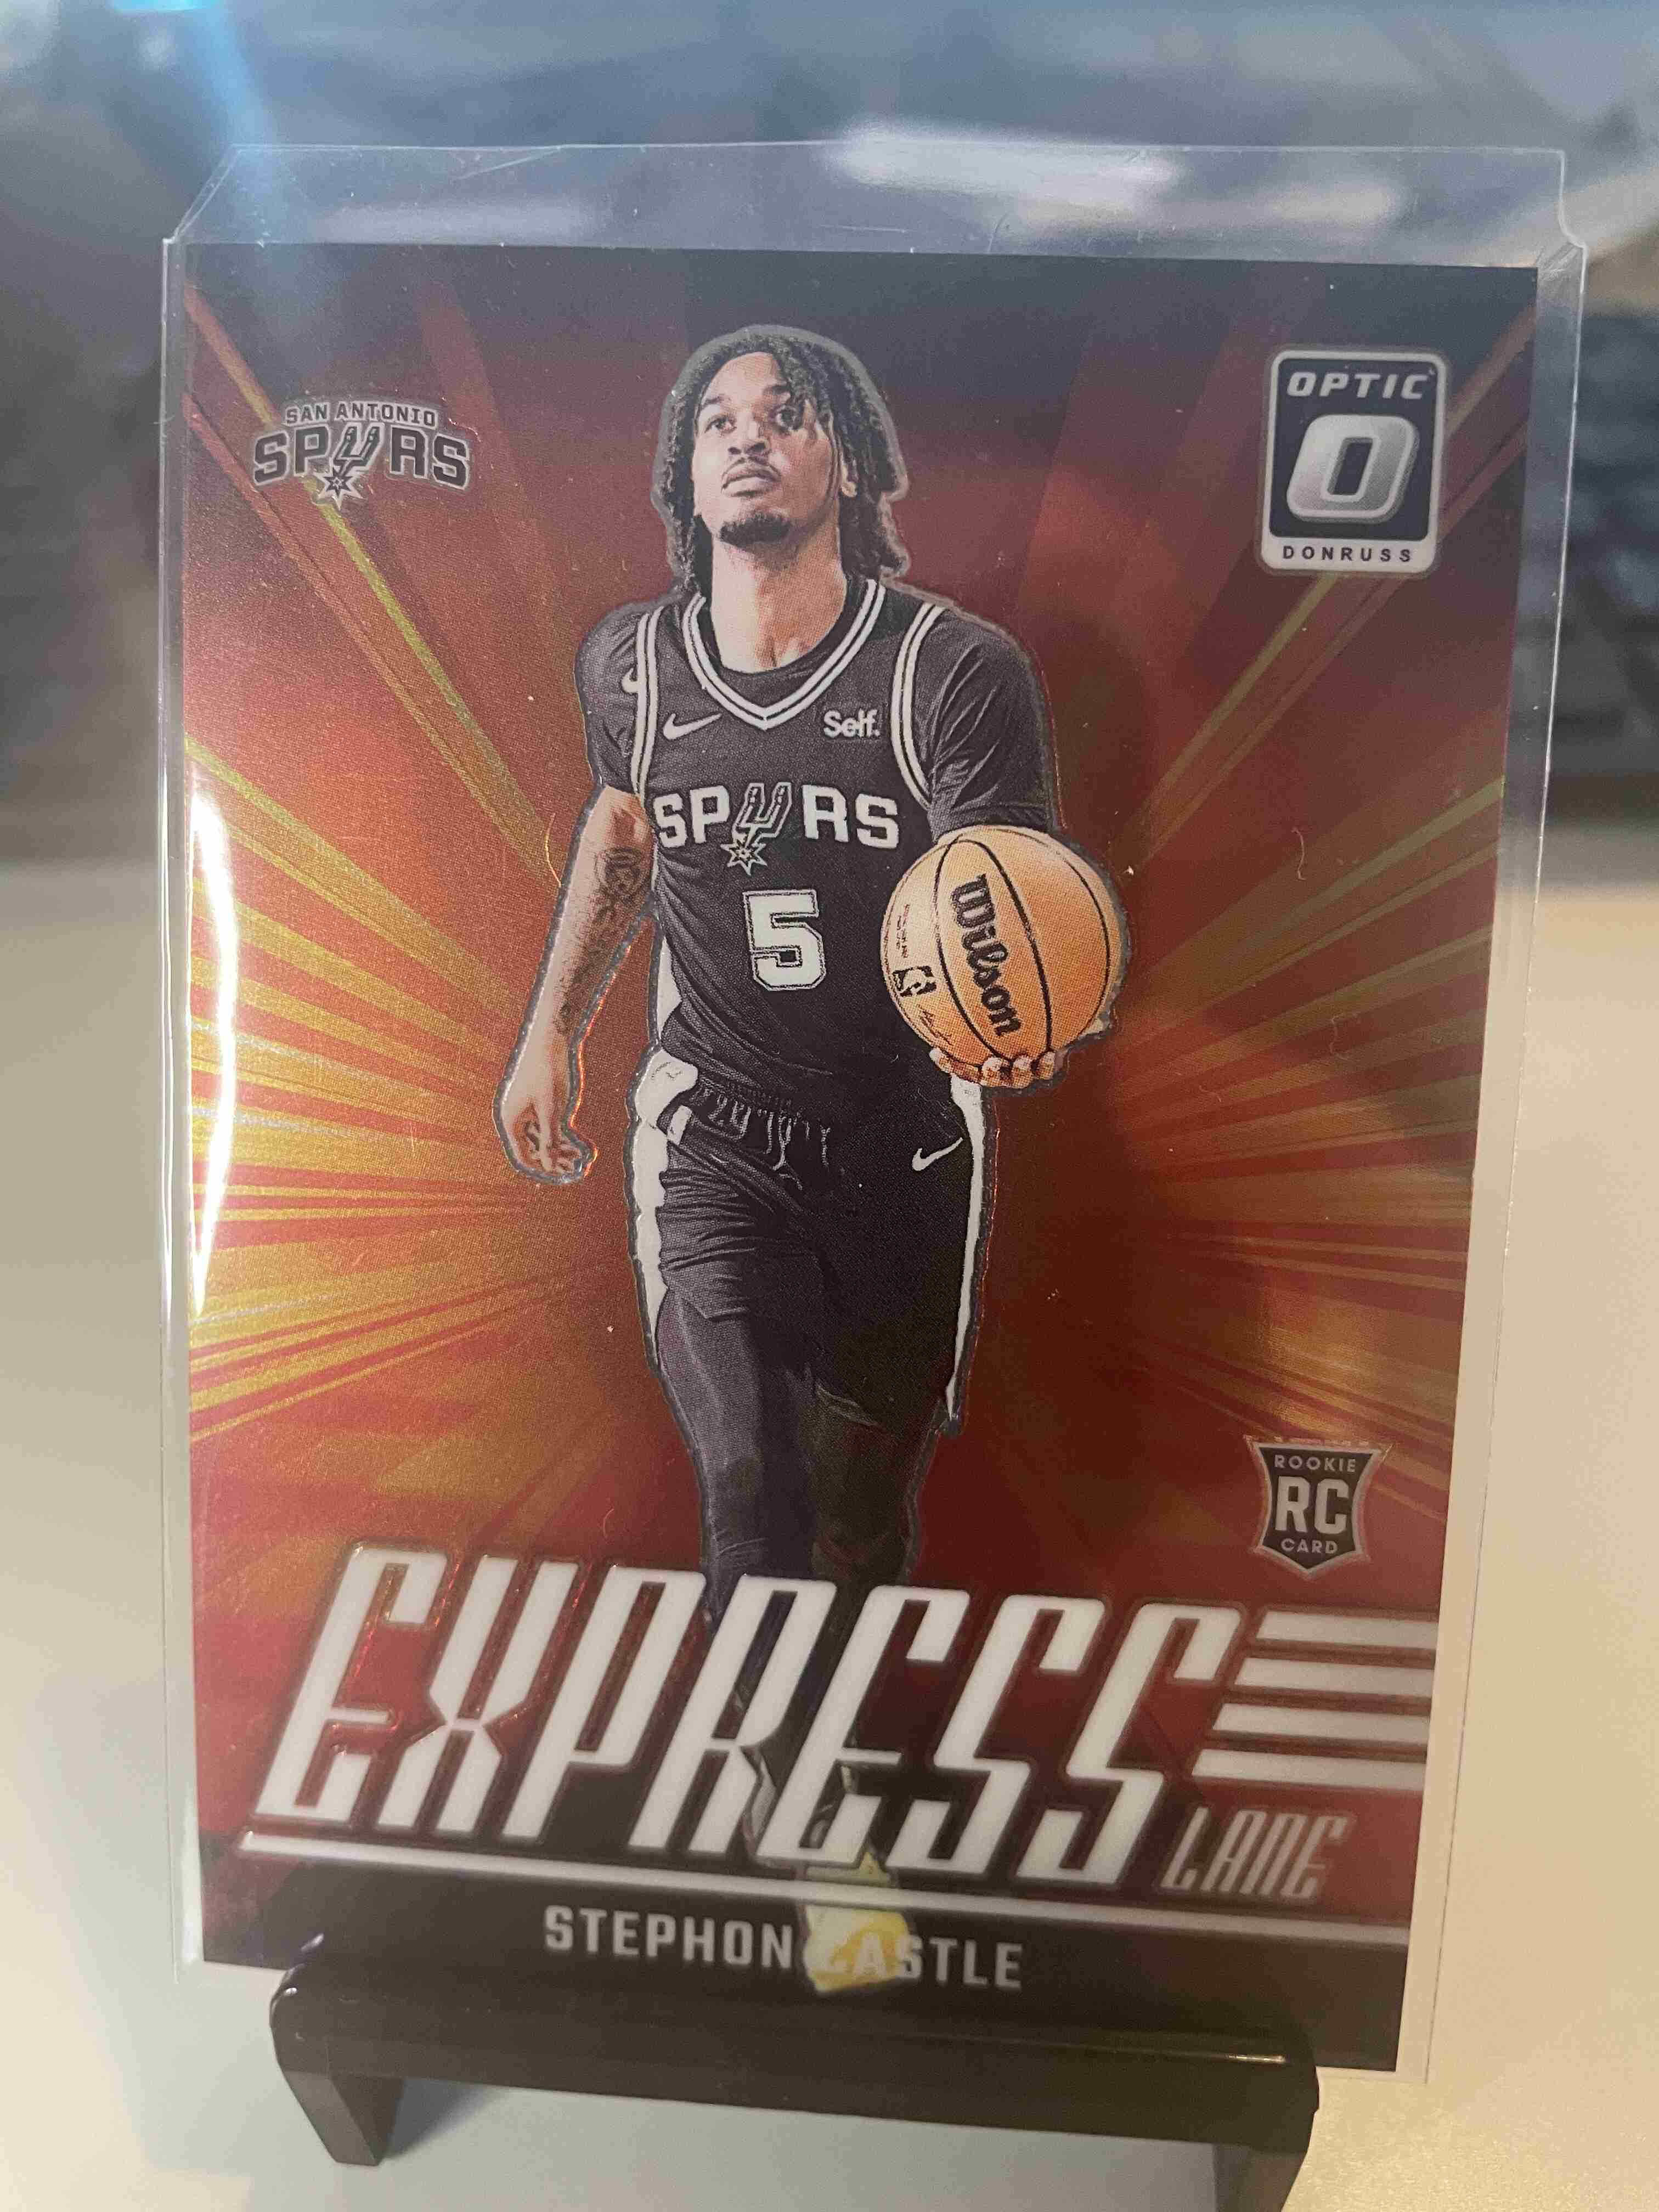 SAN ANTONIO
SPURS
OPTIC
O
DONRUSS
Self.
SPURS
5
Wilson
ROOKIE
RC
CARD
EXPRESS
LANE
STEPHON CASTLE